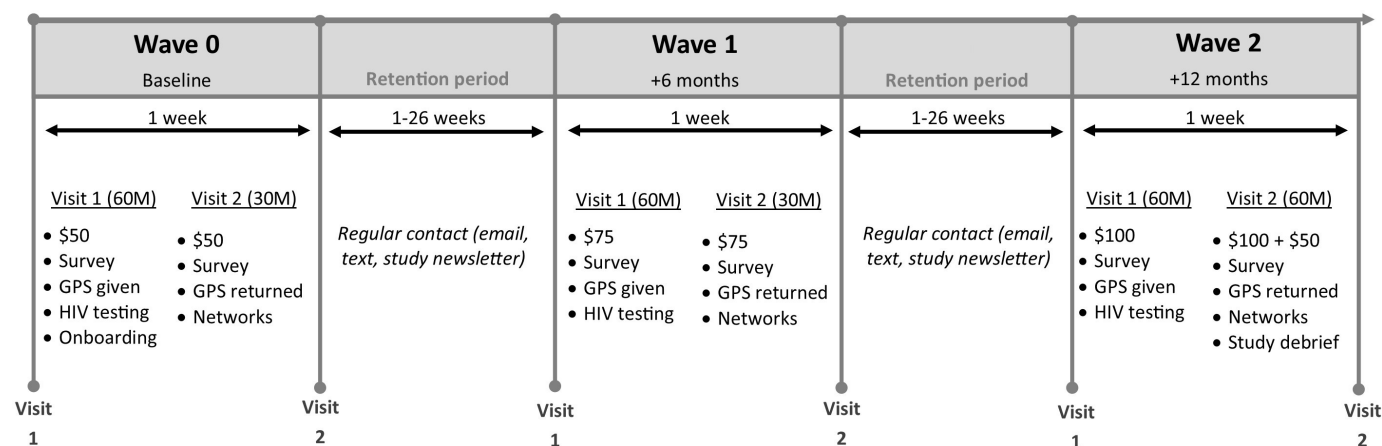 Wave 0
Baseline
Retention period
Wave 1
+6 months
Retention period
Wave 2
+12 months
1 week
1-26 weeks
1 week
1-26 weeks
1 week
Visit 1 (60M)
• $50
• Survey
• GPS given
• HIV testing
• Onboarding
Visit 2 (30M)
• $50
• Survey
• GPS returned
• Networks
Regular contact (email,
text, study newsletter)
Visit 1 (60M)
• $75
• Survey
• GPS given
• HIV testing
Visit 2 (30M)
• $75
• Survey
• GPS returned
• Networks
Regular contact (email,
text, study newsletter)
Visit 1 (60M)
• $100
• Survey
• GPS given
• HIV testing
Visit 2 (60M)
• $100 + $50
• Survey
• GPS returned
• Networks
• Study debrief
Visit
1
Visit
2
Visit
1
Visit
2
Visit
1
Visit
2